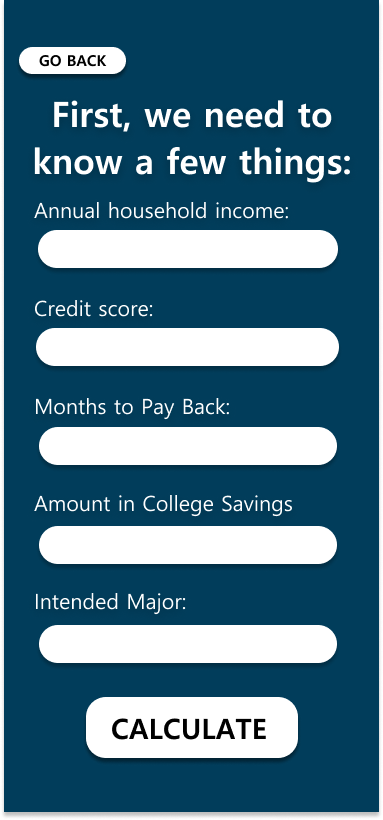 GO BACK
First, we need to
know a few things:
Annual household income:
Credit score:
Months to Pay Back:
Amount in College Savings
Intended Major:
CALCULATE